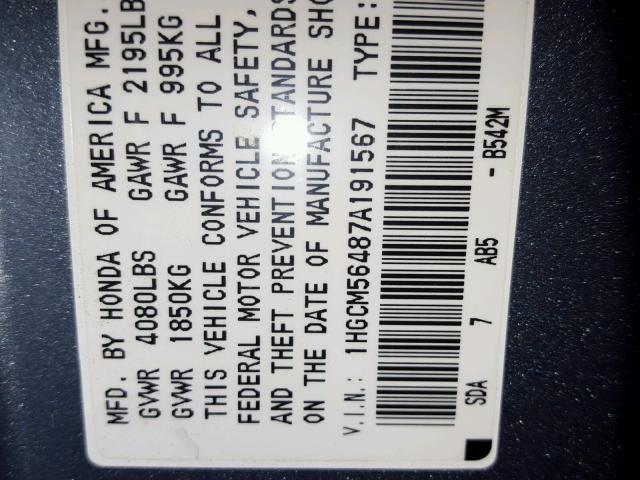 MFD. BY HONDA OF AMERICA MFG.
GVWR 4080LBS GAWR F 2195LB
GVWR 1850KG GAWR F 995KG
THIS VEHICLE CONFORMS TO ALL
FEDERAL MOTOR VEHICLE SAFETY,
AND THEFT PREVENTION STANDARDS
ON THE DATE OF MANUFACTURE SHO
V.I.N.: 1HGCM56487A191567 TYPE:
SDA 7 AB5 - B542M